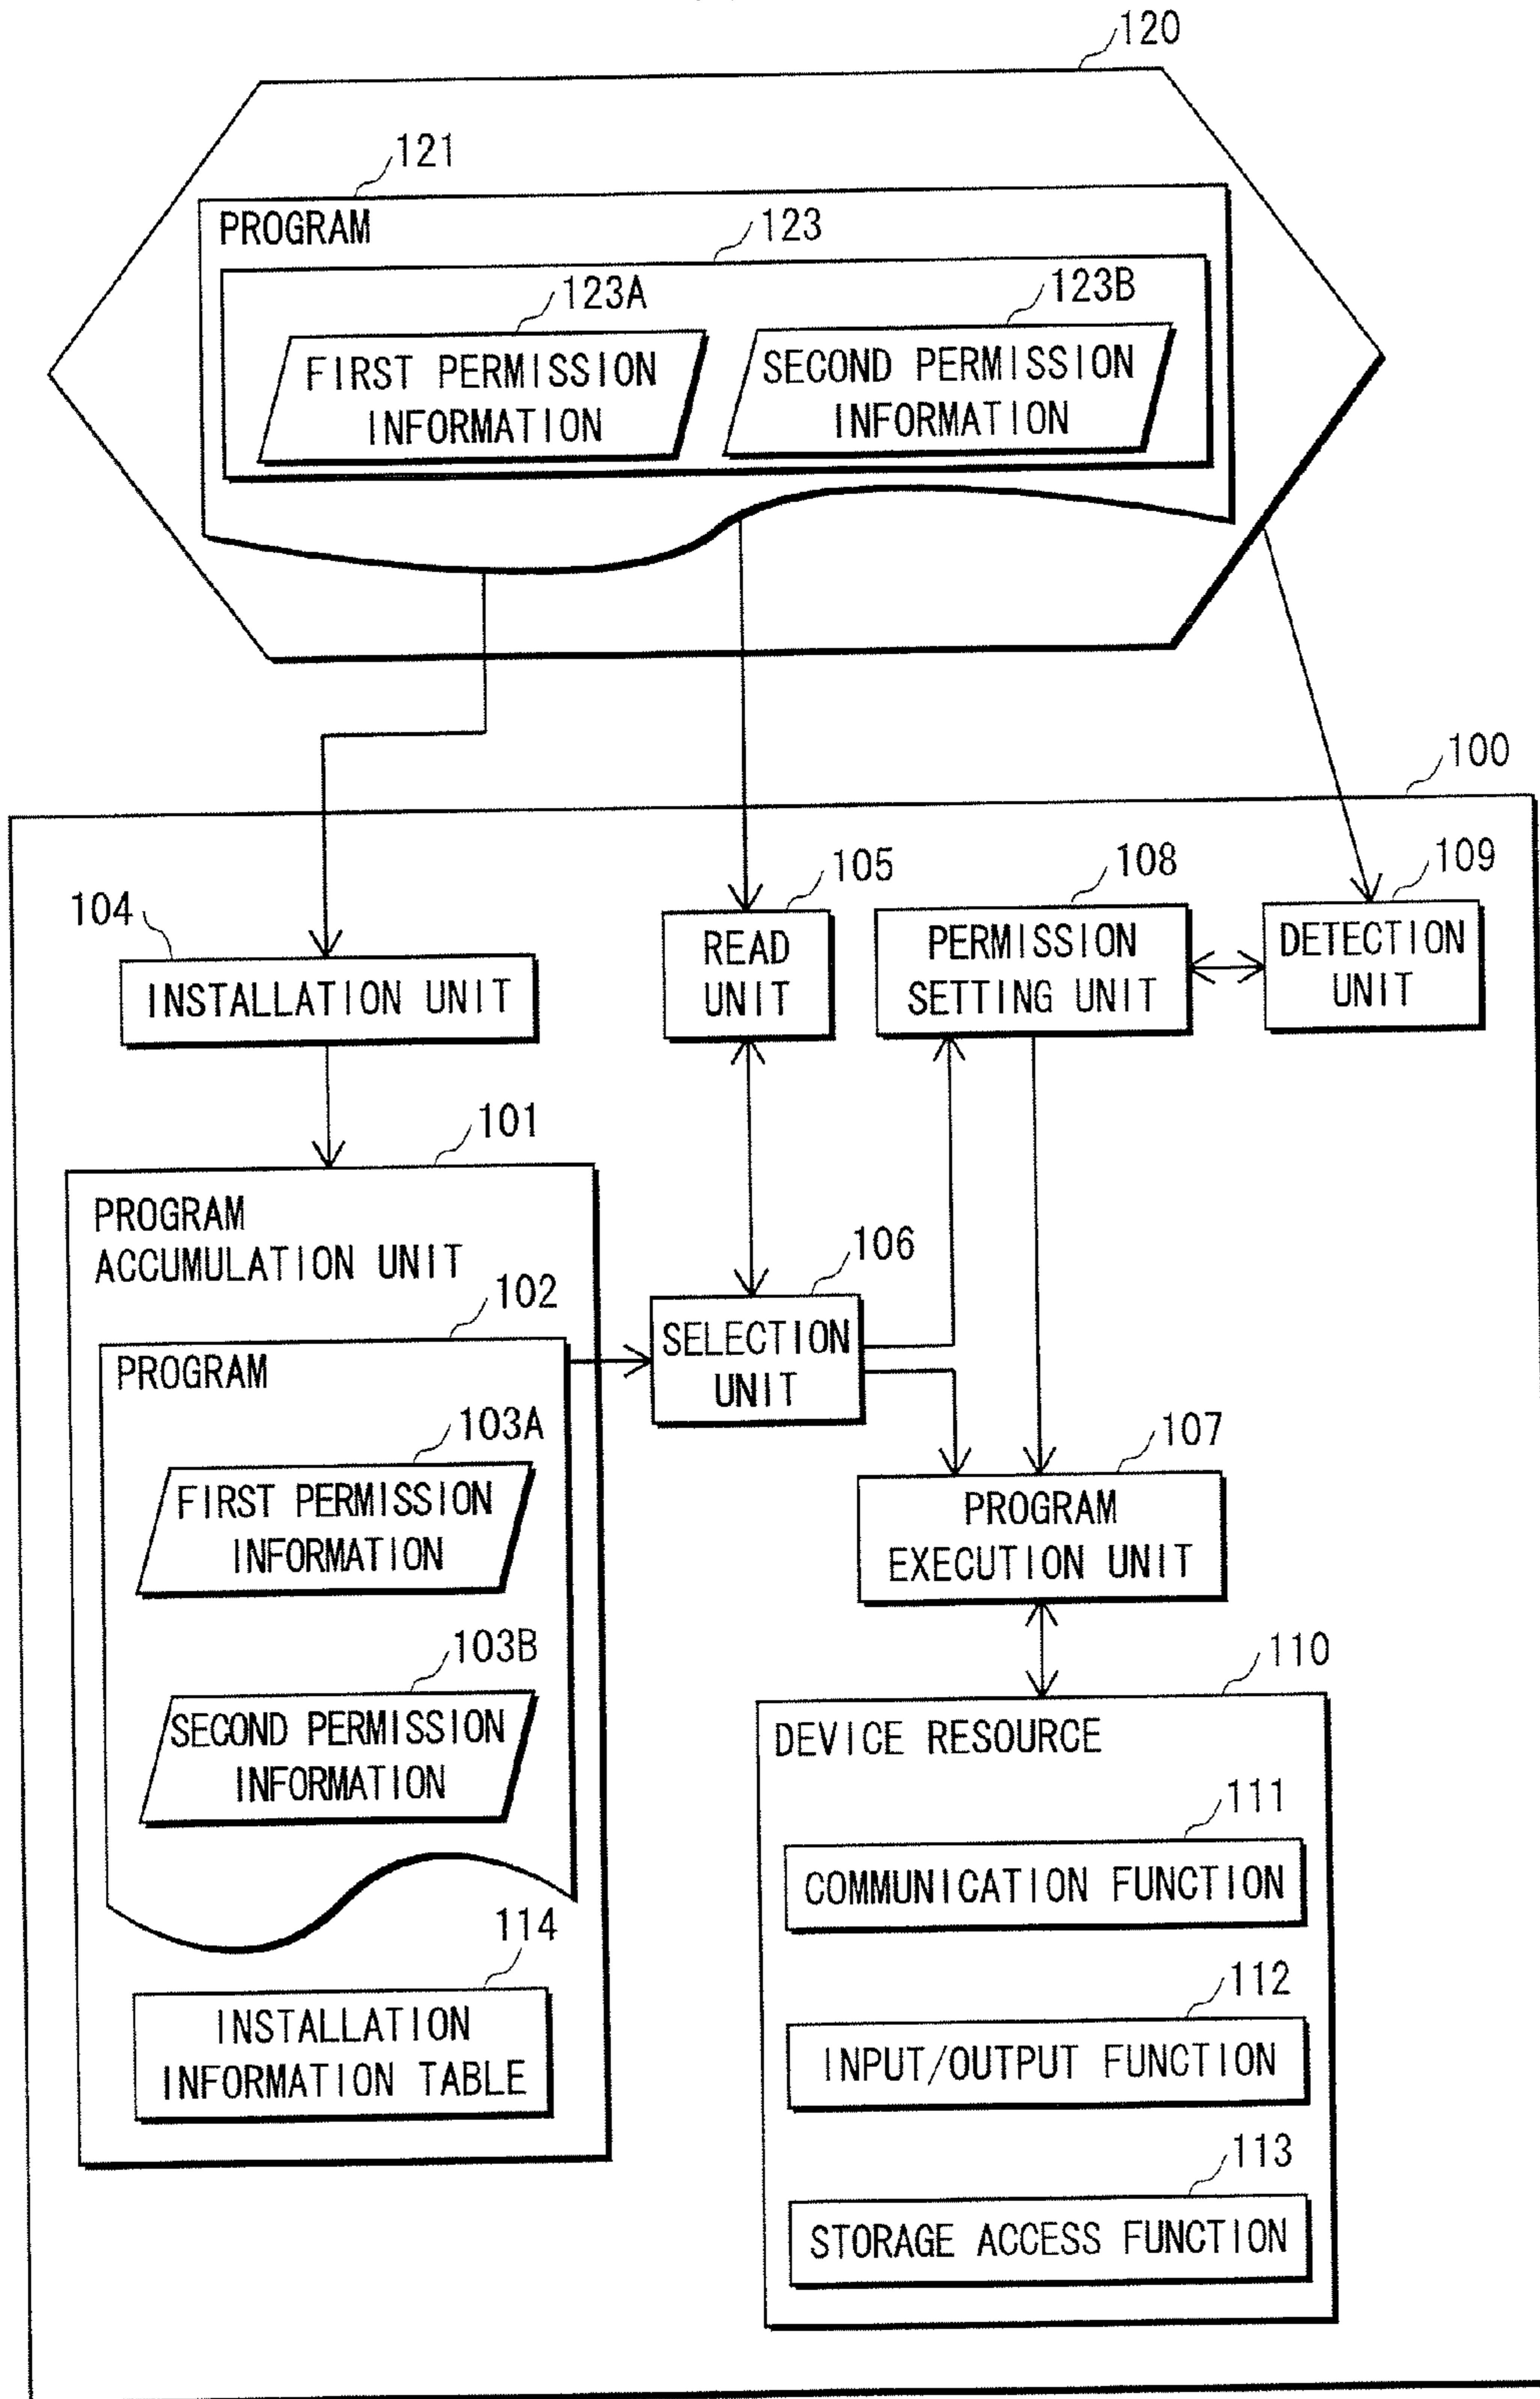 120
121
PROGRAM
123
123A
123B
FIRST PERMISSION
INFORMATION
SECOND PERMISSION
INFORMATION
100
104
INSTALLATION UNIT
105
READ
UNIT
108
PERMISSION
SETTING UNIT
109
DETECTION
UNIT
101
PROGRAM
ACCUMULATION UNIT
102
PROGRAM
103A
FIRST PERMISSION
INFORMATION
103B
SECOND PERMISSION
INFORMATION
114
INSTALLATION
INFORMATION TABLE
106
SELECTION
UNIT
107
PROGRAM
EXECUTION UNIT
110
DEVICE RESOURCE
111
COMMUNICATION FUNCTION
112
INPUT/OUTPUT FUNCTION
113
STORAGE ACCESS FUNCTION